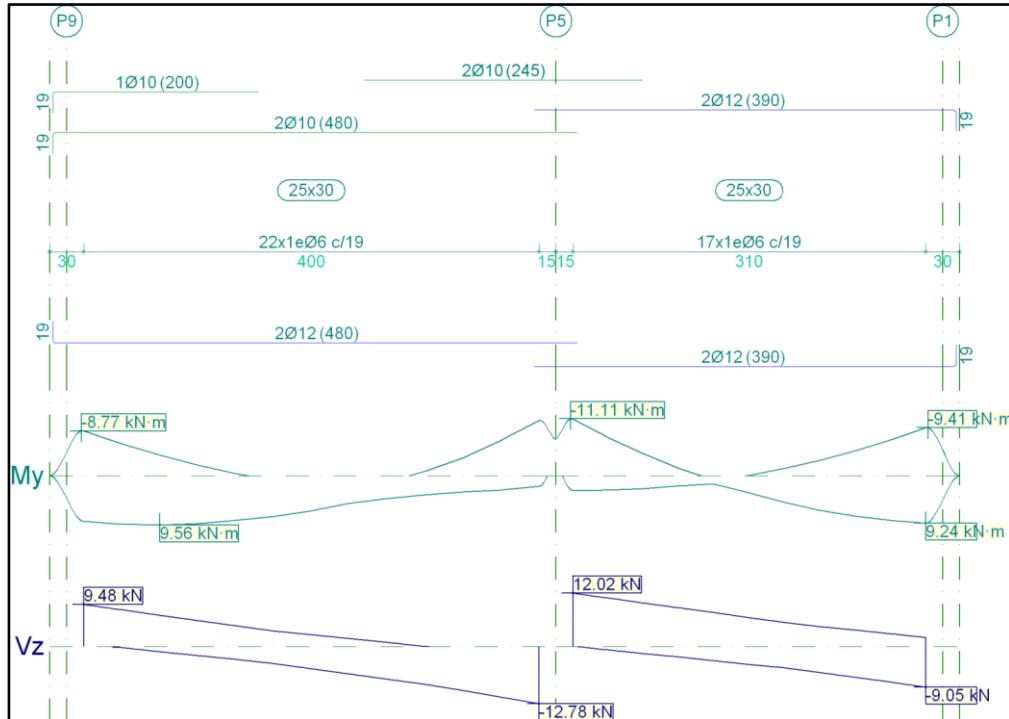 P9 P5 P1
2Ø10 (245)
1Ø10 (200)
19
2Ø12 (390)
19
2Ø10 (480)
19
25x30 25x30
22x1eØ6 c/19 17x1eØ6 c/19
30 400 15 15 310 30
19
2Ø12 (480)
2Ø12 (390)
19
-8.77 kN·m -11.11 kN·m -9.41 kN·m
My
9.56 kN·m 9.24 kN·m
9.48 kN 12.02 kN
Vz
-12.78 kN -9.05 kN